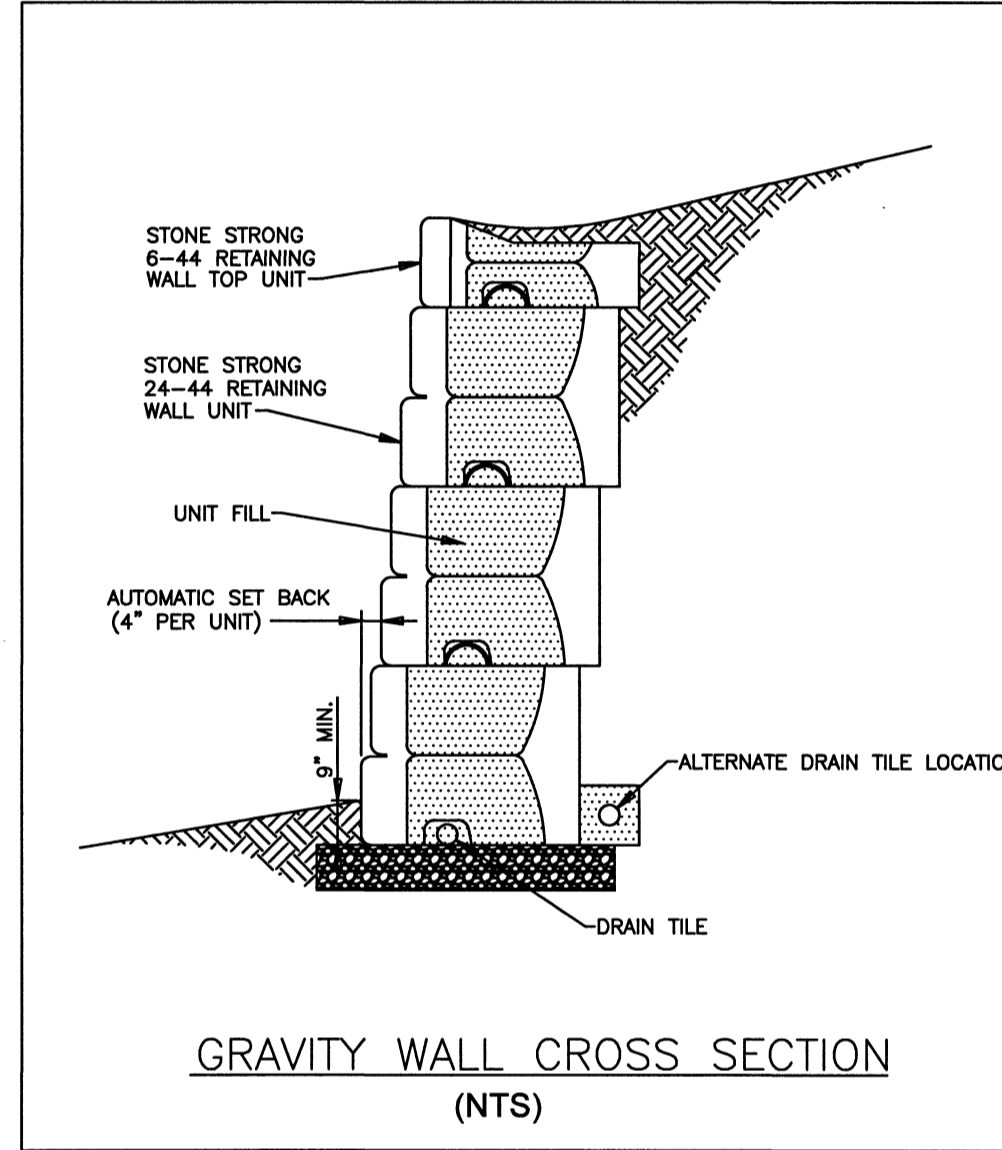 STONE STRONG
6-44 RETAINING
WALL TOP UNIT
STONE STRONG
24-44 RETAINING
WALL UNIT
UNIT FILL
AUTOMATIC SET BACK
(4" PER UNIT)
9" MIN.
ALTERNATE DRAIN TILE LOCATIO
DRAIN TILE
GRAVITY WALL CROSS SECTION
(NTS)